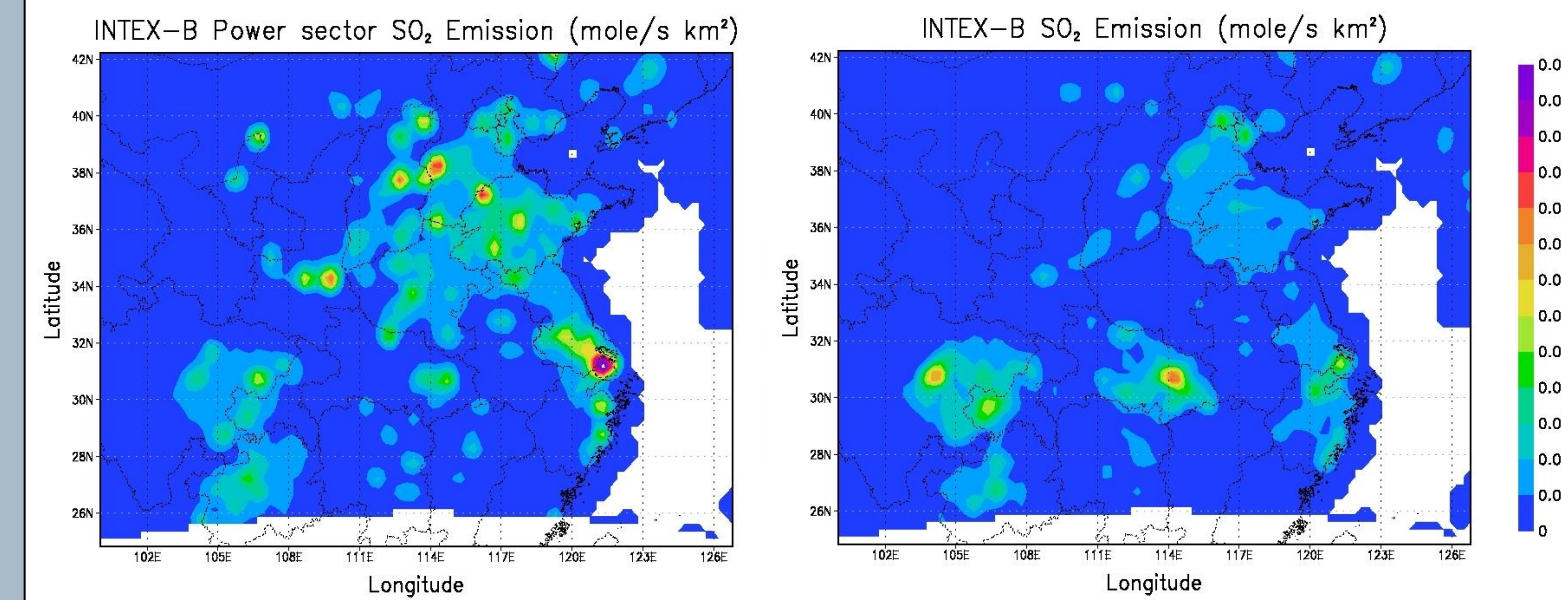 INTEX-B Power sector SO₂ Emission (mole/s km²)
42N
40N
38N
36N
34N
32N
30N
28N
26N
Latitude
102E 105E 108E 111E 114E 117E 120E 123E 126E
Longitude
INTEX-B SO₂ Emission (mole/s km²)
42N
40N
38N
36N
34N
32N
30N
28N
26N
Latitude
102E 105E 108E 111E 114E 117E 120E 123E 126E
Longitude
0.0
0.0
0.0
0.0
0.0
0.0
0.0
0.0
0.0
0.0
0.0
0.0
0.0
0